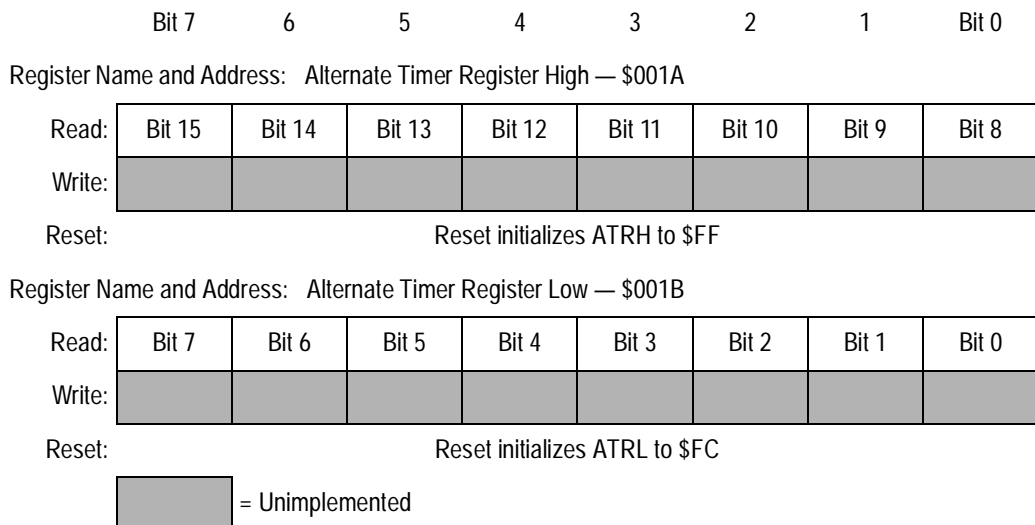 Bit 7 6 5 4 3 2 1 Bit 0
Register Name and Address: Alternate Timer Register High — $001A
Read: Bit 15 Bit 14 Bit 13 Bit 12 Bit 11 Bit 10 Bit 9 Bit 8
Write:
Reset: Reset initializes ATRH to $FF
Register Name and Address: Alternate Timer Register Low — $001B
Read: Bit 7 Bit 6 Bit 5 Bit 4 Bit 3 Bit 2 Bit 1 Bit 0
Write:
Reset: Reset initializes ATRL to $FC
= Unimplemented